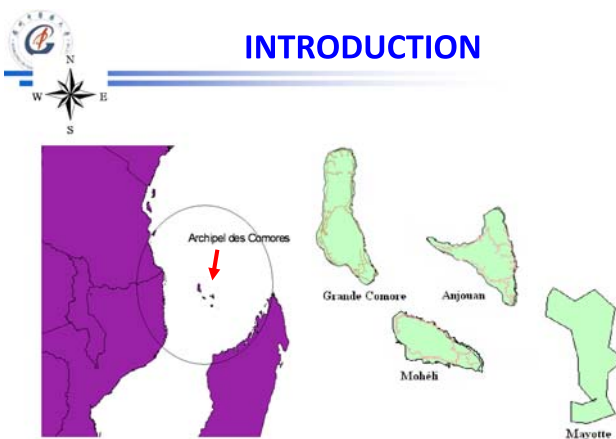 INTRODUCTION
N
W E
S
Archipel des Comores
Grande Comore
Anjouan
Mohéli
Mayotte